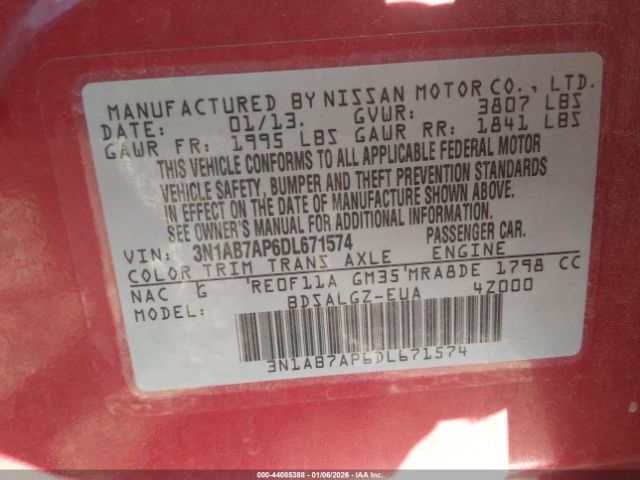 MANUFACTURED BY NISSAN MOTOR CO., LTD.
DATE: 01/13. GVWR: 3807 LBS
GAWR FR: 1995 LBS GAWR RR: 1841 LBS
THIS VEHICLE CONFORMS TO ALL APPLICABLE FEDERAL MOTOR
VEHICLE SAFETY, BUMPER AND THEFT PREVENTION STANDARDS
IN EFFECT ON THE DATE OF MANUFACTURE SHOWN ABOVE.
SEE OWNER'S MANUAL FOR ADDITIONAL INFORMATION.
VIN: 3N1AB7AP6DL671574 PASSENGER CAR.
COLOR TRIM TRANS AXLE ENGINE
NAC G RE0F11A GM35 MRA8DE 1798 CC
MODEL: BDSALGZ-EUA 4Z000
3N1AB7AP6DL671574
000-44085388 | 01/06/2026 - IAA Corp.